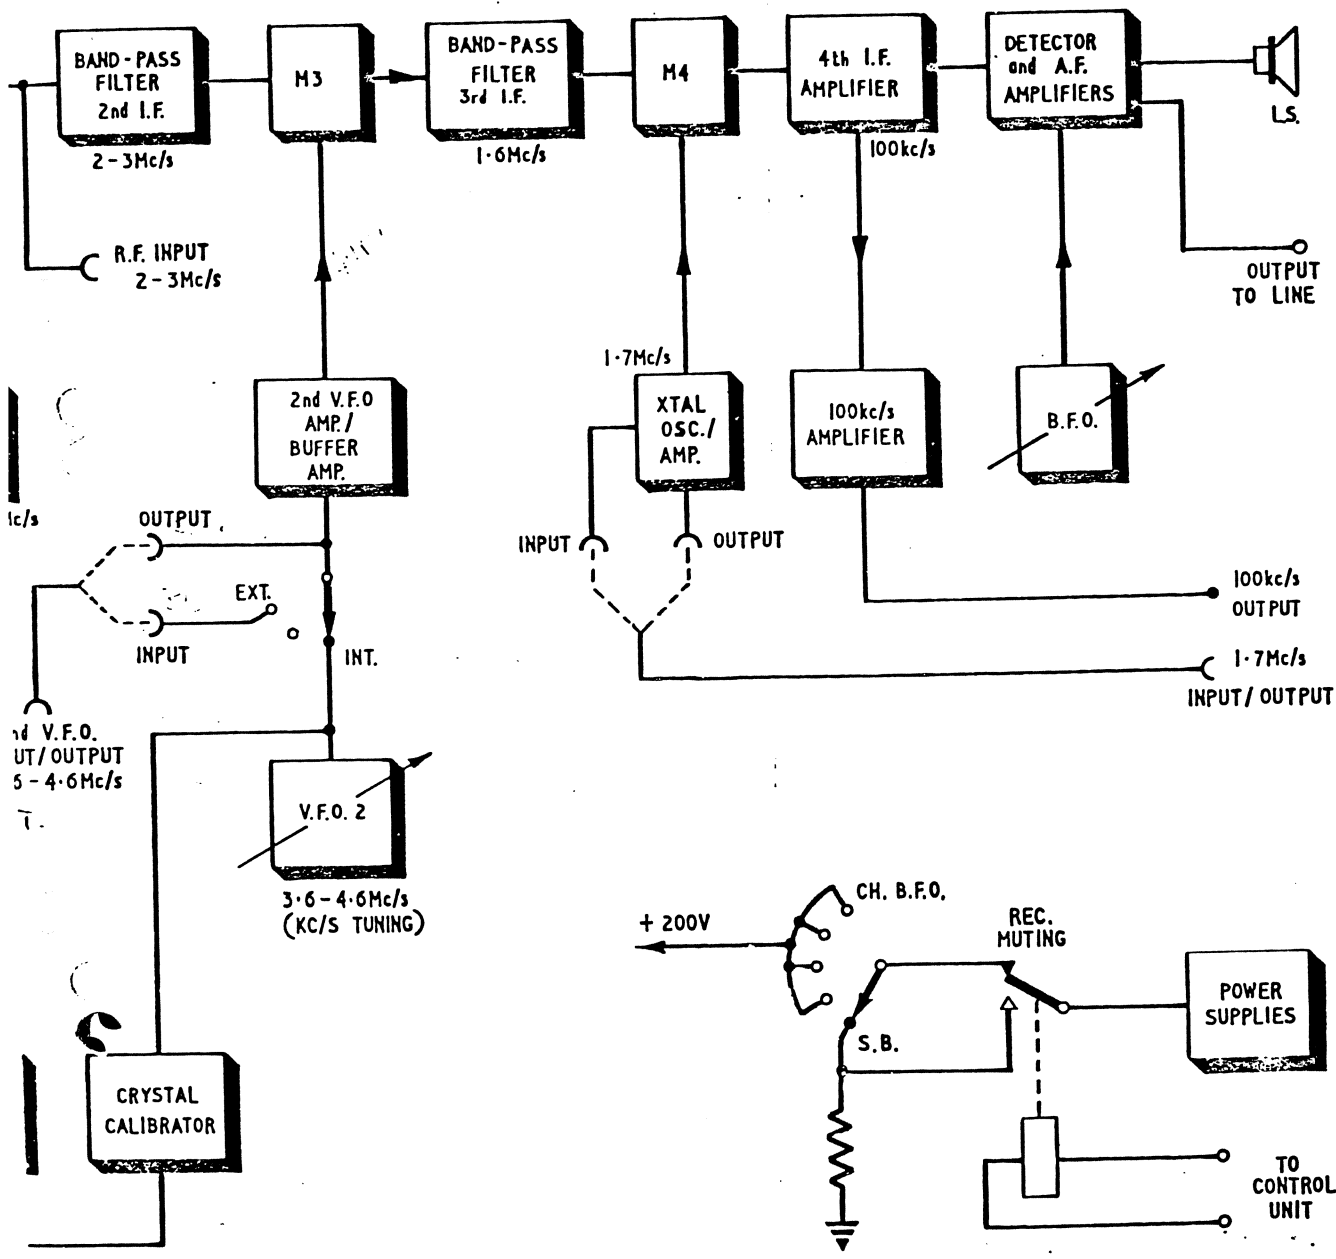 BAND-PASS
FILTER
2nd I.F.
2-3Mc/s
M3
BAND-PASS
FILTER
3rd I.F.
1·6Mc/s
M4
4th I.F.
AMPLIFIER
100kc/s
DETECTOR
and A.F.
AMPLIFIERS
L.S.
R.F. INPUT
2-3Mc/s
OUTPUT
TO LINE
1·7Mc/s
2nd V.F.O
AMP./
BUFFER
AMP.
XTAL
OSC./
AMP.
100kc/s
AMPLIFIER
B.F.O.
OUTPUT
INPUT
OUTPUT
EXT.
100kc/s
OUTPUT
INPUT
INT.
1·7Mc/s
INPUT/OUTPUT
V.F.O.
UT/OUTPUT
4·6Mc/s
V.F.O. 2
3·6-4·6Mc/s
(KC/S TUNING)
CH. B.F.O.
+ 200V
REC.
MUTING
POWER
SUPPLIES
S.B.
CRYSTAL
CALIBRATOR
TO
CONTROL
UNIT